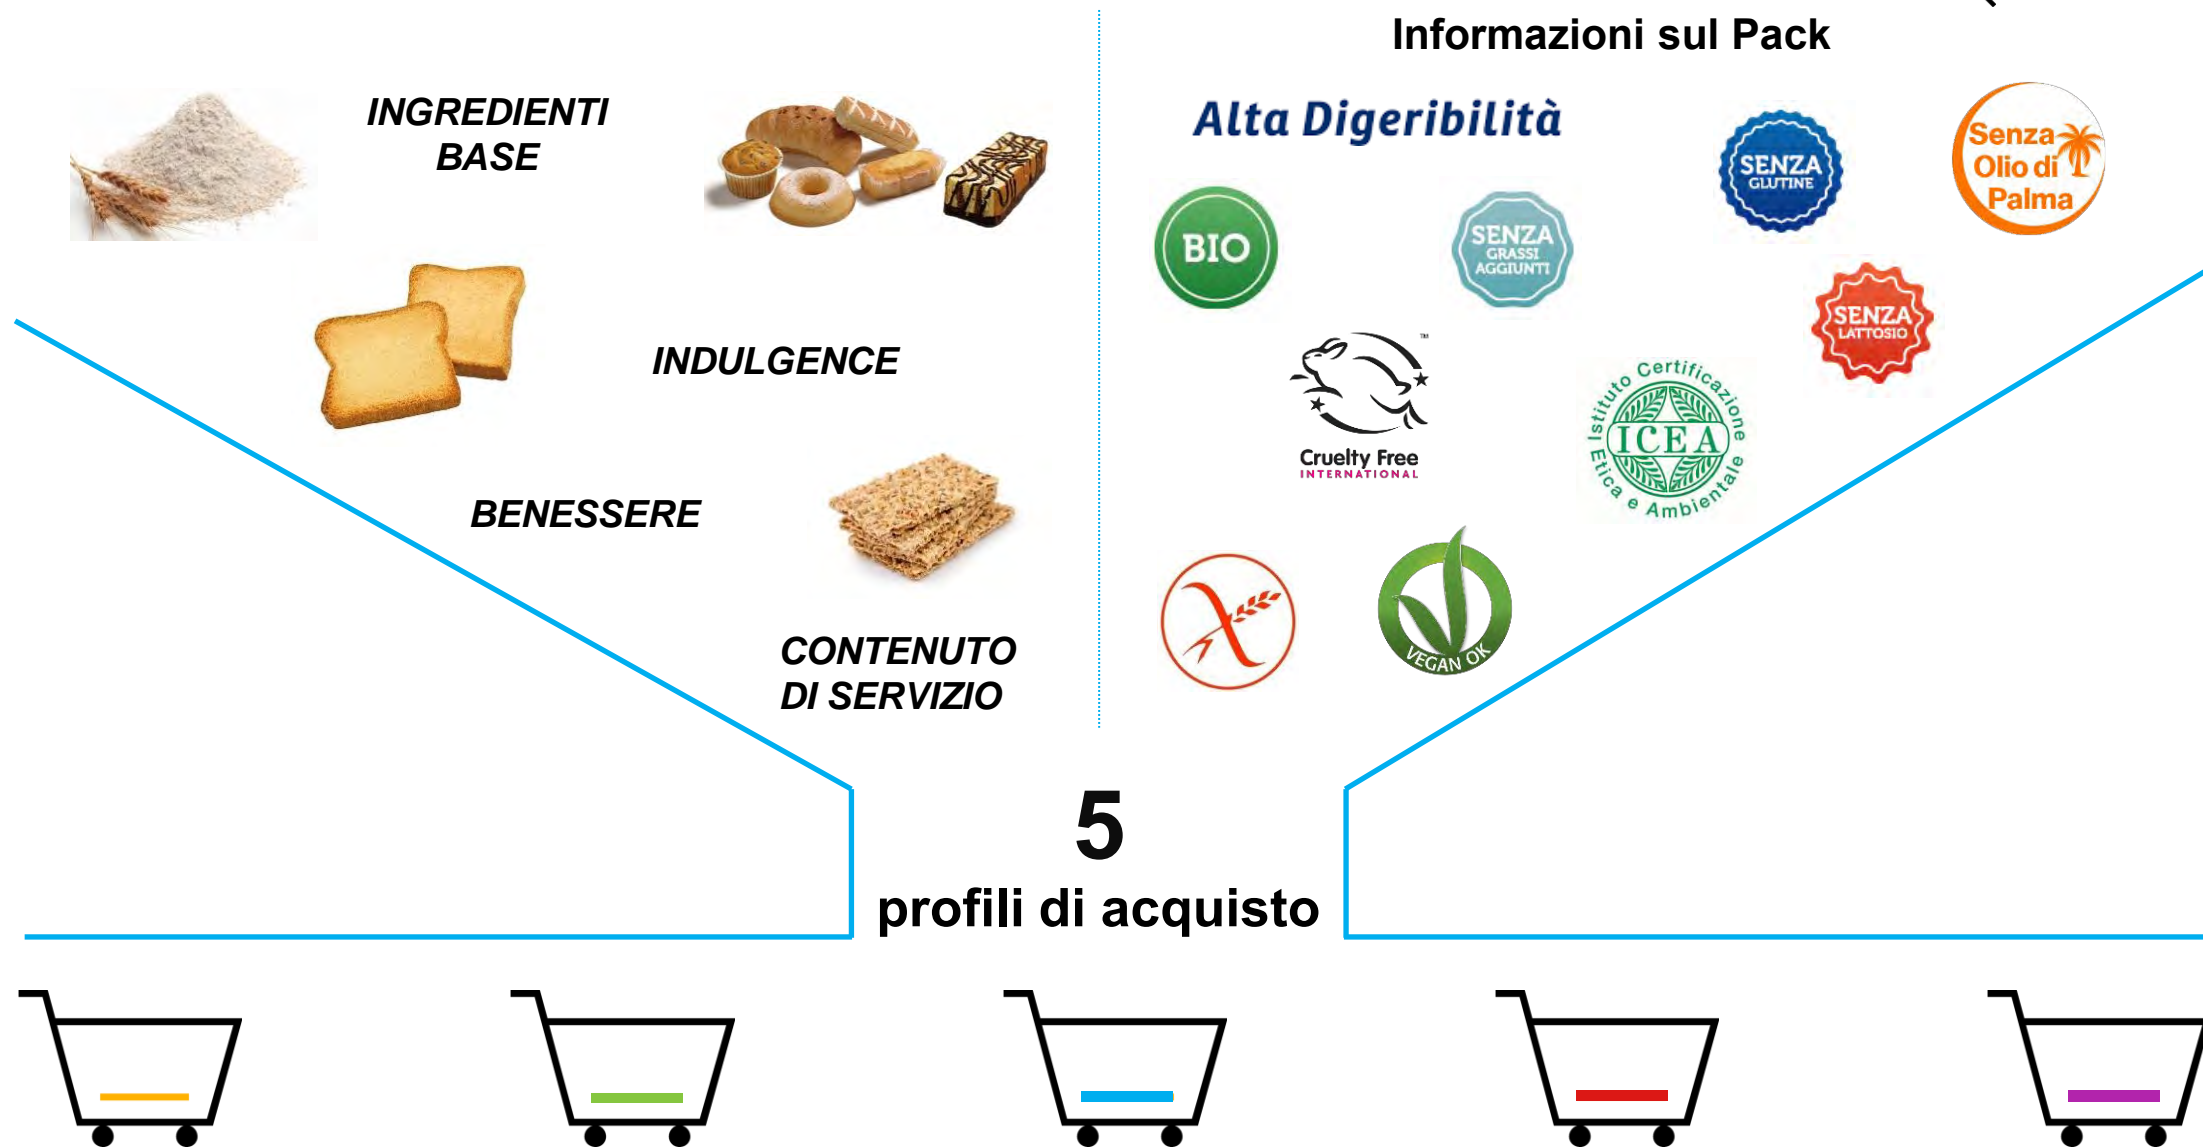 Informazioni sul Pack
INGREDIENTI
BASE
INDULGENCE
BENESSERE
CONTENUTO
DI SERVIZIO
Alta Digeribilità
SENZA
GLUTINE
Senza
Olio di
Palma
BIO
SENZA
GRASSI
AGGIUNTI
SENZA
LATTOSIO
TM
Cruelty Free
INTERNATIONAL
Istituto Certificazione
ICEA
Etica e Ambientale
VEGAN OK
5
profili di acquisto